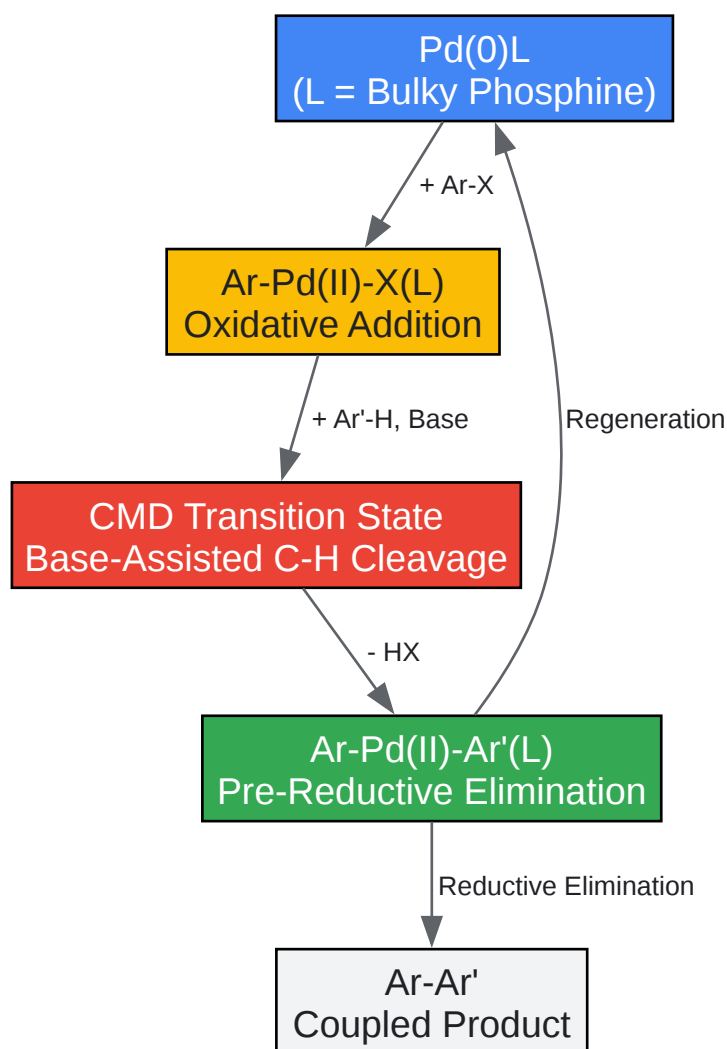 Pd(0)L
(L = Bulky Phosphine)
+ Ar-X
Ar-Pd(II)-X(L)
Oxidative Addition
+ Ar'-H, Base
Regeneration
CMD Transition State
Base-Assisted C-H Cleavage
- HX
Ar-Pd(II)-Ar'(L)
Pre-Reductive Elimination
Reductive Elimination
Ar-Ar'
Coupled Product